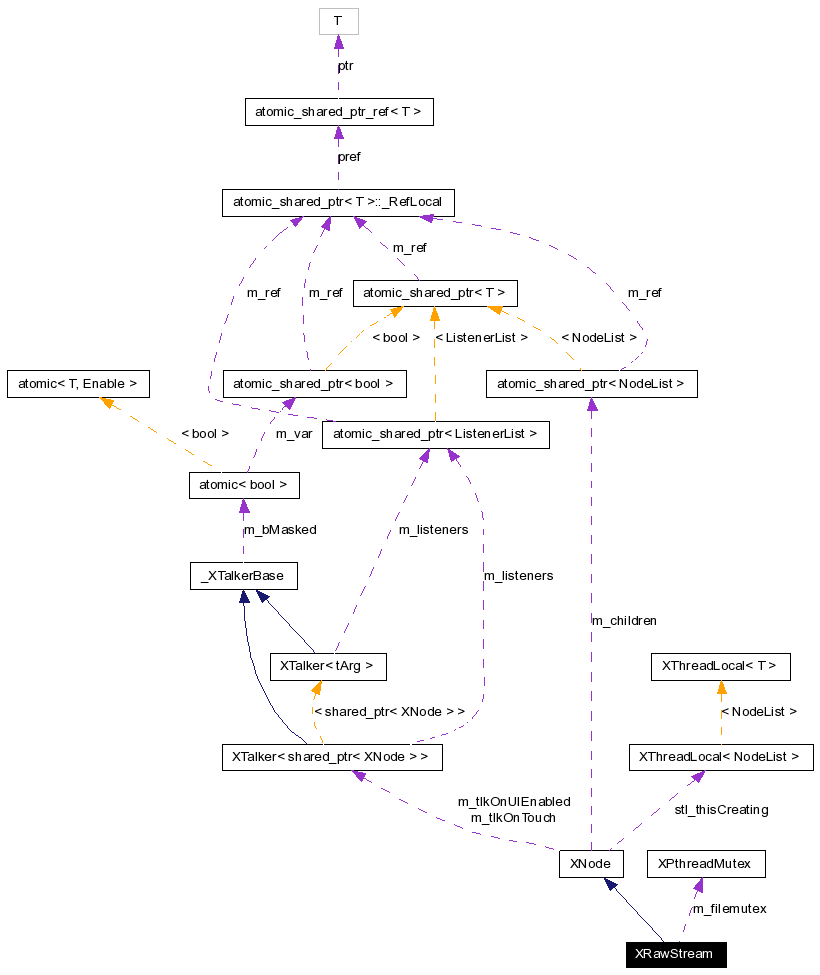 T
ptr
atomic_shared_ptr_ref< T >
pref
atomic_shared_ptr< T >::_RefLocal
m_ref
m_ref
m_ref
m_ref
atomic_shared_ptr< T >
< bool >
< ListenerList >
< NodeList >
atomic< T, Enable >
atomic_shared_ptr< bool >
atomic_shared_ptr< NodeList >
< bool >
m_var
atomic_shared_ptr< ListenerList >
atomic< bool >
m_bMasked
m_listeners
_XTalkerBase
m_listeners
m_children
XTalker< tArg >
XThreadLocal< T >
< shared_ptr< XNode > >
< NodeList >
XTalker< shared_ptr< XNode > >
XThreadLocal< NodeList >
m_tlkOnUIEnabled
m_tlkOnTouch
stl_thisCreating
XNode
XPthreadMutex
m_filemutex
XRawStream